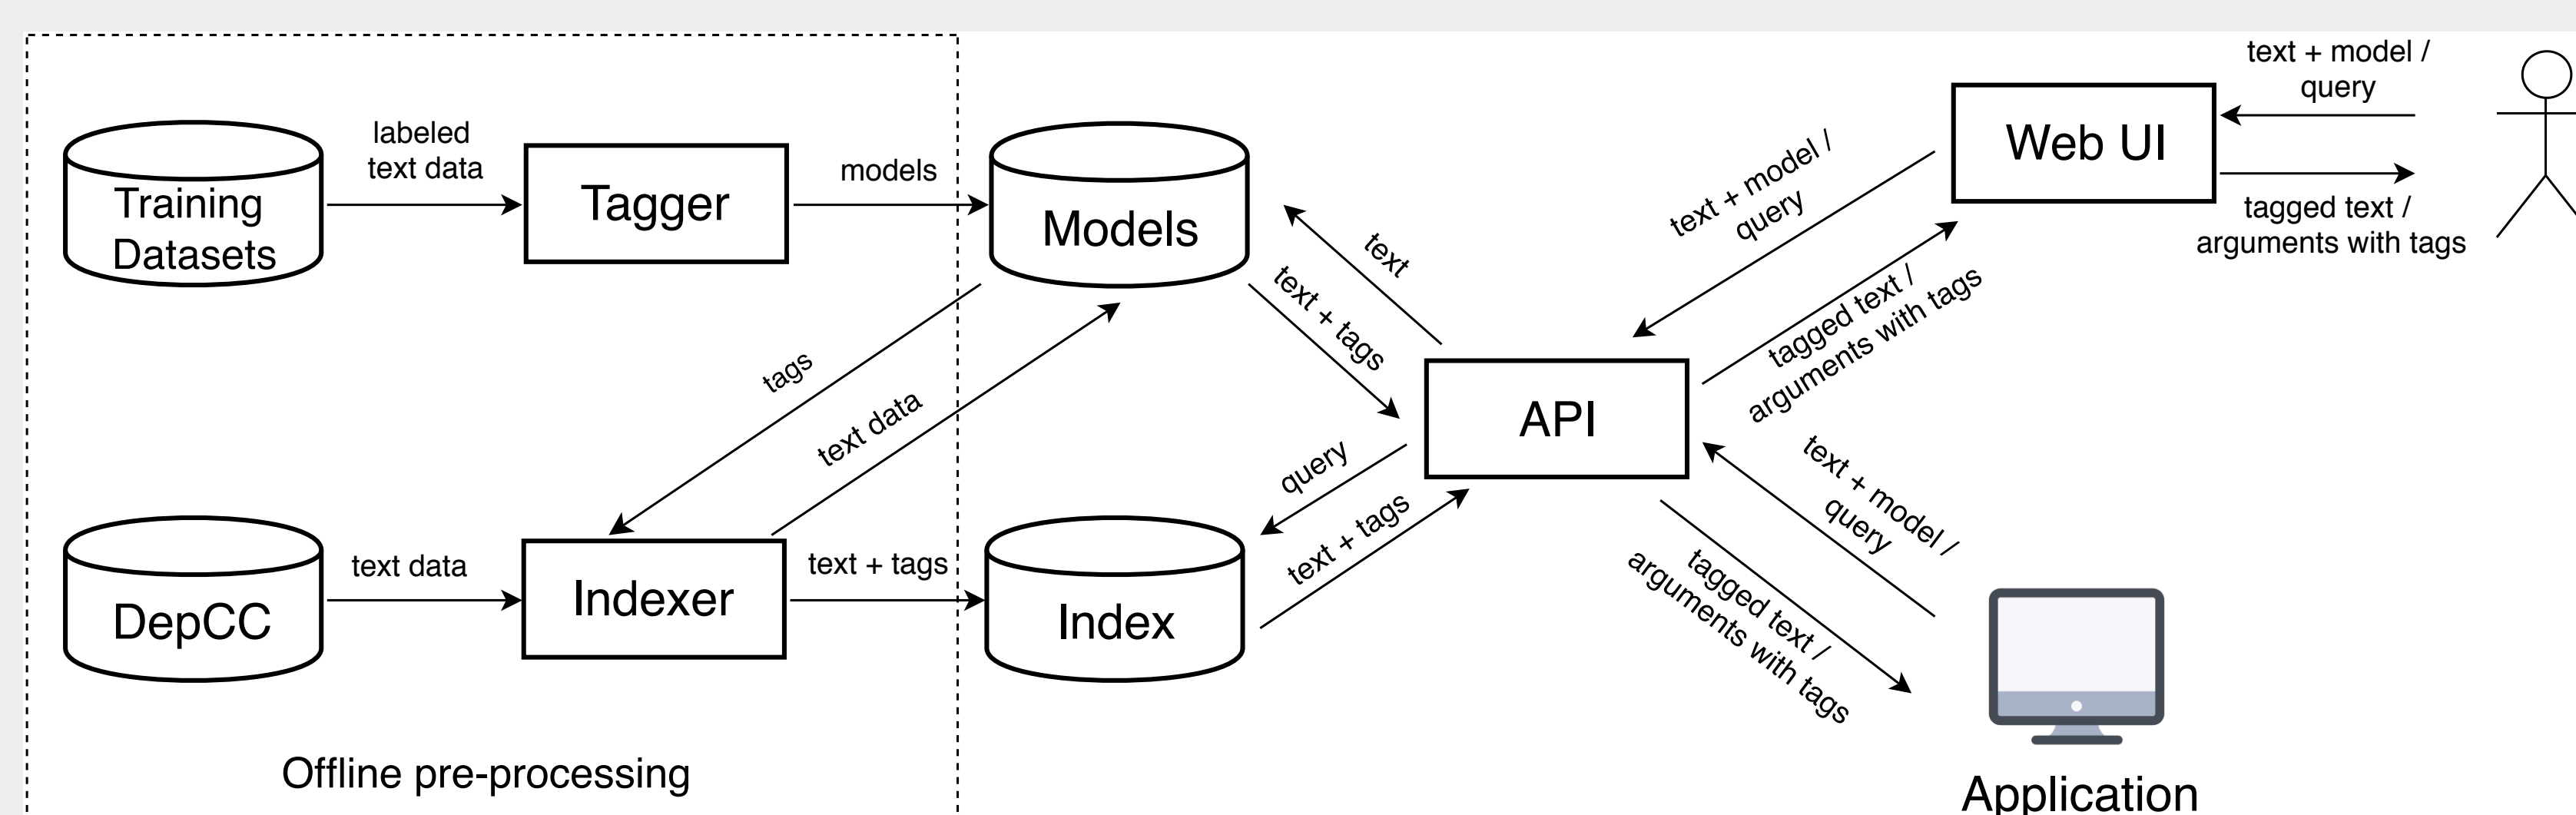 labeled
text data
Training
Datasets
Tagger
models
Models
tags
text data
DepCC
text data
Indexer
text + tags
Index
Offline pre-processing
text
text + tags
query
text + tags
API
text + model /
query
tagged text /
arguments with tags
Web UI
text + model /
query
tagged text /
arguments with tags
text + model /
query
tagged text /
arguments with tags
Application